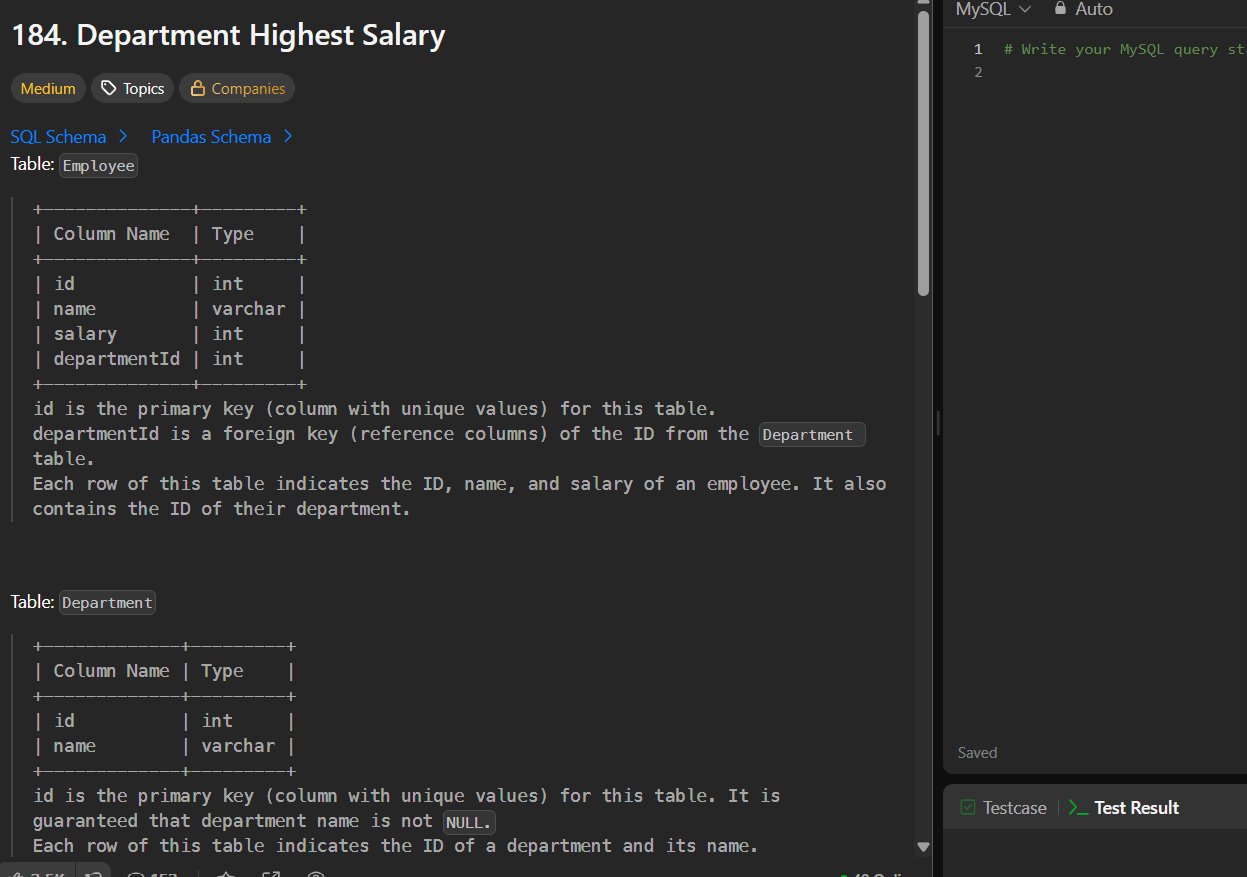 184. Department Highest Salary
Medium Topics Companies
SQL Schema Pandas Schema
Table: Employee
+--------------+---------+
| Column Name  | Type    |
+--------------+---------+
| id           | int     |
| name         | varchar |
| salary       | int     |
| departmentId | int     |
+--------------+---------+
id is the primary key (column with unique values) for this table.
departmentId is a foreign key (reference columns) of the ID from the Department
table.
Each row of this table indicates the ID, name, and salary of an employee. It also
contains the ID of their department.
Table: Department
+-------------+---------+
| Column Name | Type    |
+-------------+---------+
| id          | int     |
| name        | varchar |
+-------------+---------+
id is the primary key (column with unique values) for this table. It is
guaranteed that department name is not NULL.
Each row of this table indicates the ID of a department and its name.
MySQL Auto
1 # Write your MySQL query st
2
Saved
Testcase Test Result